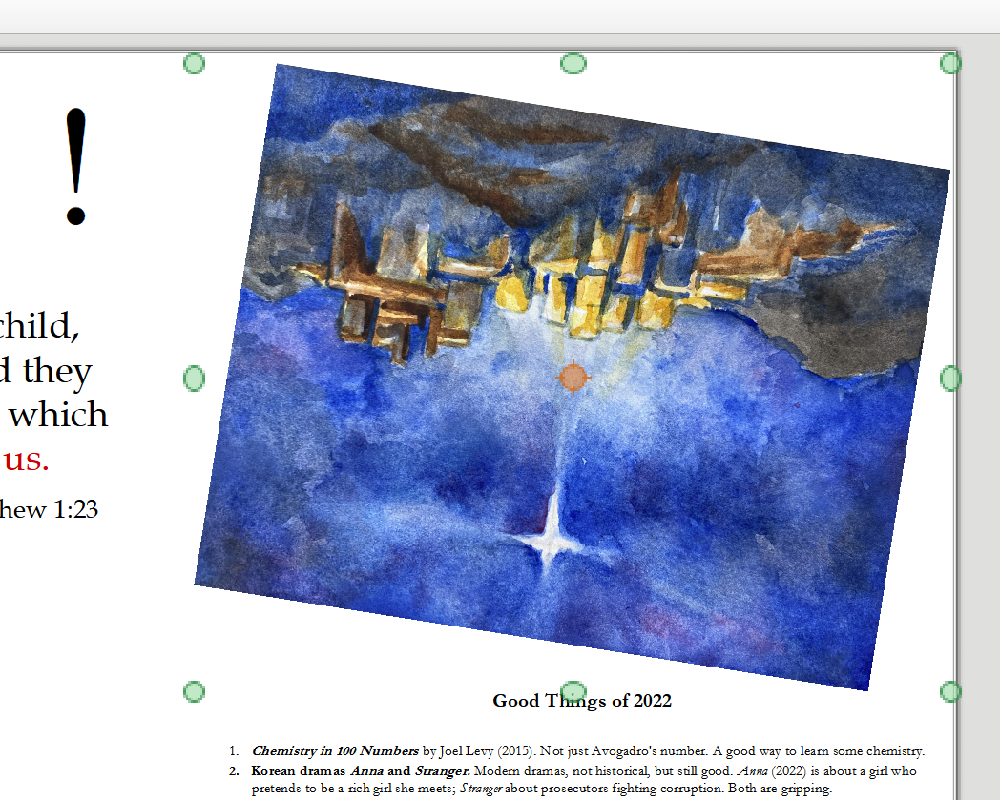 !
child,
d they
which
us.
hew 1:23
Good Things of 2022
1. Chemistry in 100 Numbers by Joel Levy (2015). Not just Avogadro's number. A good way to learn some chemistry.
2. Korean dramas Anna and Stranger. Modern dramas, not historical, but still good. Anna (2022) is about a girl who
pretends to be a rich girl she meets; Stranger about prosecutors fighting corruption. Both are gripping.